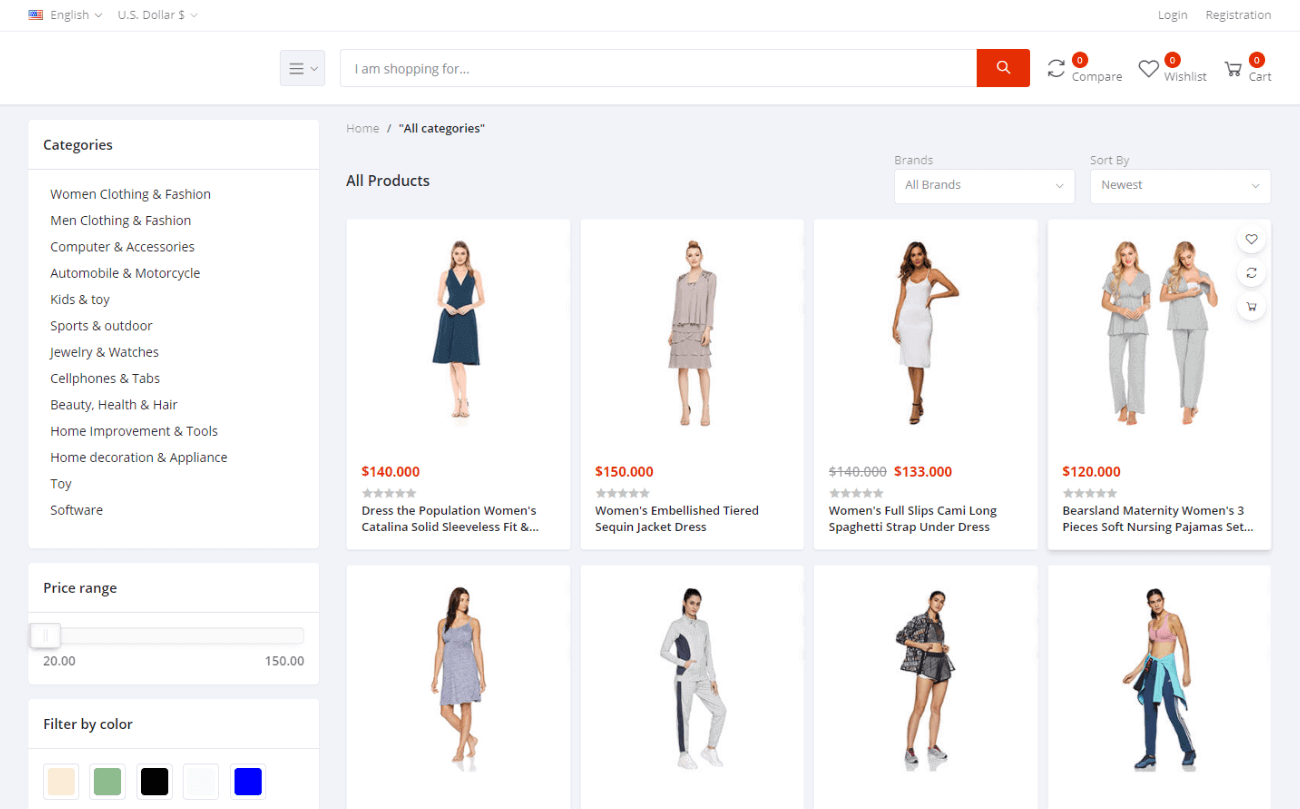 English
U.S. Dollar $
Login
Registration
I am shopping for...
0
Compare
0
Wishlist
0
Cart
Categories
Women Clothing & Fashion
Men Clothing & Fashion
Computer & Accessories
Automobile & Motorcycle
Kids & toy
Sports & outdoor
Jewelry & Watches
Cellphones & Tabs
Beauty, Health & Hair
Home Improvement & Tools
Home decoration & Appliance
Toy
Software
Price range
20.00
150.00
Filter by color
Home / "All categories"
All Products
Brands
All Brands
Sort By
Newest
$140.000
Dress the Population Women's
Catalina Solid Sleeveless Fit &...
$150.000
Women's Embellished Tiered
Sequin Jacket Dress
$140.000 $133.000
Women's Full Slips Cami Long
Spaghetti Strap Under Dress
$120.000
Bearsland Maternity Women's 3
Pieces Soft Nursing Pajamas Set...